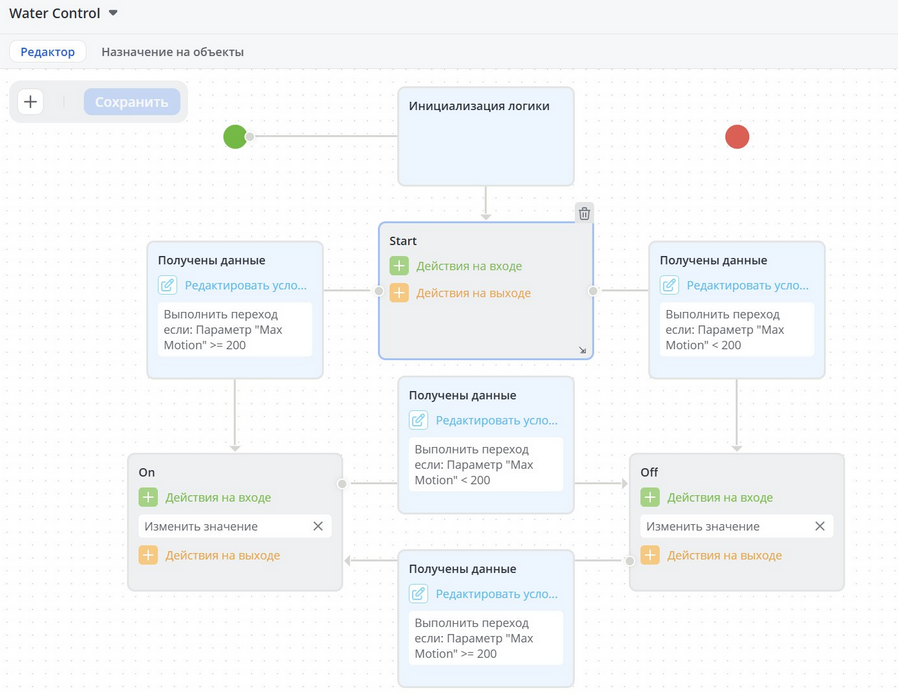 Water Control
Редактор
Назначение на объекты
Сохранить
Инициализация логики
Start
Действия на входе
Действия на выходе
Получены данные
Редактировать усло...
Выполнить переход
если: Параметр "Max
Motion" >= 200
Получены данные
Редактировать усло...
Выполнить переход
если: Параметр "Max
Motion" < 200
Получены данные
Редактировать усло...
Выполнить переход
если: Параметр "Max
Motion" < 200
On
Действия на входе
Изменить значение
Действия на выходе
Off
Действия на входе
Изменить значение
Действия на выходе
Получены данные
Редактировать усло...
Выполнить переход
если: Параметр "Max
Motion" >= 200